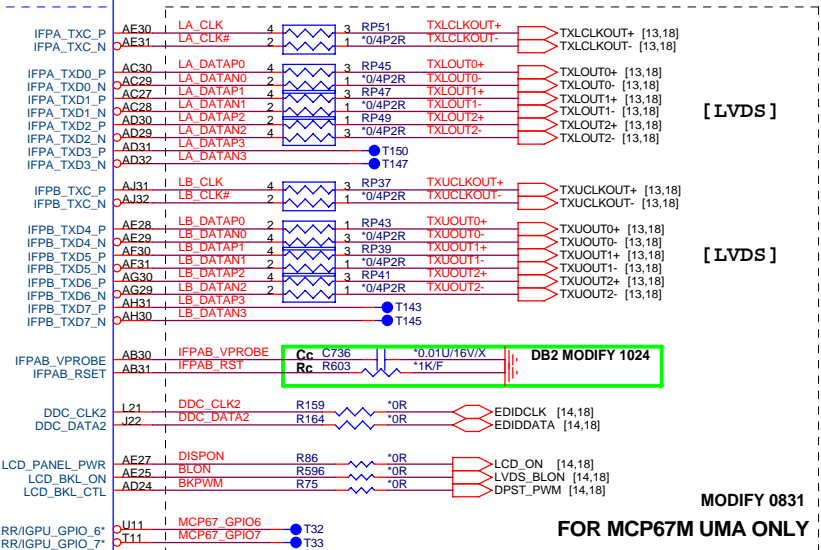 IFPA_TXC_P AE30 LA_CLK 4 3 RP51 TXLCLKOUT+ TXLCLKOUT+ [13,18]
IFPA_TXC_N AE31 LA_CLK# 2 1 *0/4P2R TXLCLKOUT- TXLCLKOUT- [13,18]
IFPA_TXD0_P AC30 LA_DATAP0 4 3 RP45 TXLOUT0+ TXLOUT0+ [13,18]
IFPA_TXD0_N AC29 LA_DATAN0 2 1 *0/4P2R TXLOUT0- TXLOUT0- [13,18]
IFPA_TXD1_P AC27 LA_DATAP1 4 3 RP47 TXLOUT1+ TXLOUT1+ [13,18]
IFPA_TXD1_N AC28 LA_DATAN1 2 1 *0/4P2R TXLOUT1- TXLOUT1- [13,18] [LVDS]
IFPA_TXD2_P AD30 LA_DATAP2 2 1 RP49 TXLOUT2+ TXLOUT2+ [13,18]
IFPA_TXD2_N AD29 LA_DATAN2 4 3 *0/4P2R TXLOUT2- TXLOUT2- [13,18]
IFPA_TXD3_P AD31 LA_DATAP3 T150
IFPA_TXD3_N AD32 LA_DATAN3 T147
IFPB_TXC_P AJ31 LB_CLK 4 3 RP37 TXUCLKOUT+ TXUCLKOUT+ [13,18]
IFPB_TXC_N AJ32 LB_CLK# 2 1 *0/4P2R TXUCLKOUT- TXUCLKOUT- [13,18]
IFPB_TXD4_P AE28 LB_DATAP0 2 1 RP43 TXUOUT0+ TXUOUT0+ [13,18]
IFPB_TXD4_N AE29 LB_DATAN0 4 3 *0/4P2R TXUOUT0- TXUOUT0- [13,18]
IFPB_TXD5_P AF30 LB_DATAP1 4 3 RP39 TXUOUT1+ TXUOUT1+ [13,18] [LVDS]
IFPB_TXD5_N AF31 LB_DATAN1 2 1 *0/4P2R TXUOUT1- TXUOUT1- [13,18]
IFPB_TXD6_P AG30 LB_DATAP2 4 3 RP41 TXUOUT2+ TXUOUT2+ [13,18]
IFPB_TXD6_N AG29 LB_DATAN2 2 1 *0/4P2R TXUOUT2- TXUOUT2- [13,18]
IFPB_TXD7_P AH31 LB_DATAP3 T143
IFPB_TXD7_N AH30 LB_DATAN3 T145
IFPAB_VPROBE AB30 IFPAB_VPROBE Cc C736 *0.01U/16V/X DB2 MODIFY 1024
IFPAB_RSET AB31 IFPAB_RST Rc R603 *1K/F
DDC_CLK2 L21 DDC_CLK2 R159 *0R EDIDCLK [14,18]
DDC_DATA2 J22 DDC_DATA2 R164 *0R EDIDDATA [14,18]
LCD_PANEL_PWR AE27 DISPON R86 *0R LCD_ON [14,18]
LCD_BKL_ON AE25 BLON R596 *0R LVDS_BLON [14,18]
LCD_BKL_CTL AD24 BKPWM R75 *0R DPST_PWM [14,18]
MODIFY 0831
ERR/IGPU_GPIO_6* U11 MCP67_GPIO6 T32 FOR MCP67M UMA ONLY
ERR/IGPU_GPIO_7* T11 MCP67_GPIO7 T33